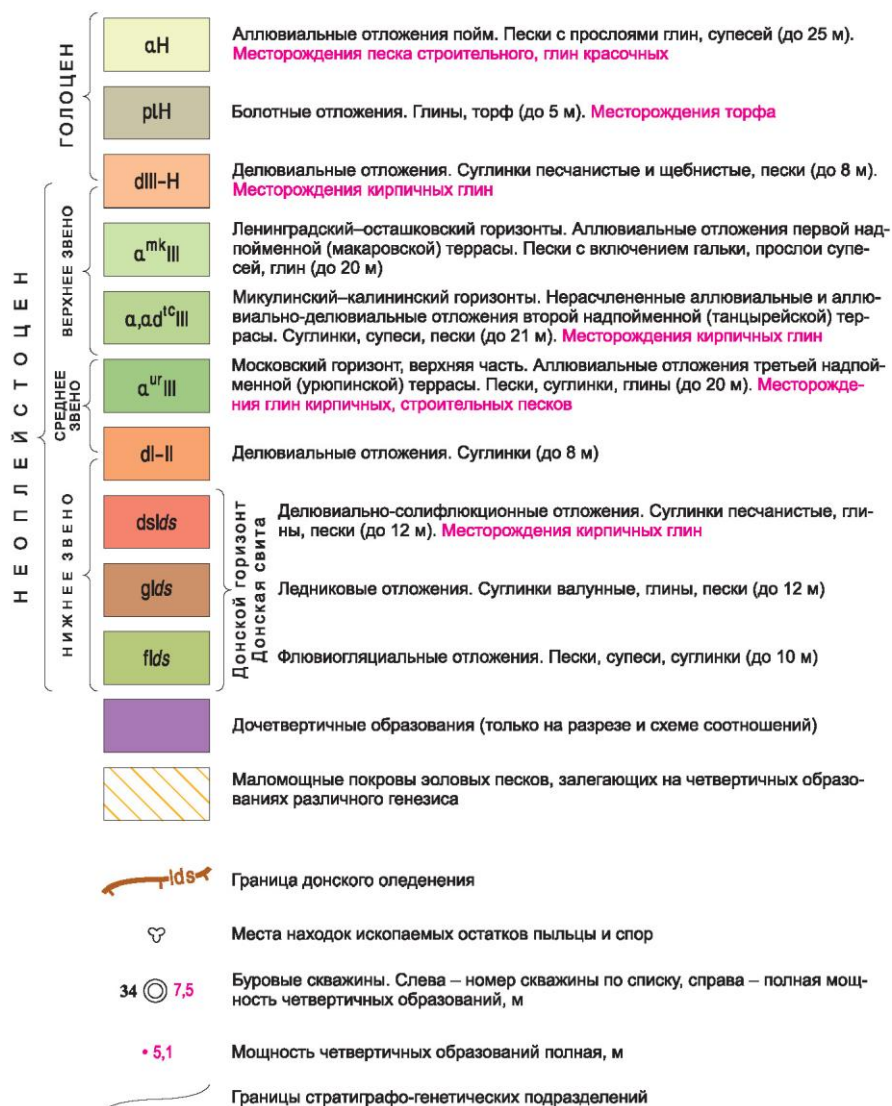 ГОЛОЦЕН
НЕОПЛЕЙСТОЦЕН
ВЕРХНЕЕ ЗВЕНО
СРЕДНЕЕ
ЗВЕНО
НИЖНЕЕ ЗВЕНО
aH
Аллювиальные отложения пойм. Пески с прослоями глин, супесей (до 25 м).
Месторождения песка строительного, глин красочных
plH
Болотные отложения. Глины, торф (до 5 м). Месторождения торфа
dIII–H
Делювиальные отложения. Суглинки песчанистые и щебнистые, пески (до 8 м).
Месторождения кирпичных глин
aᵐᵏIII
Ленинградский–осташковский горизонты. Аллювиальные отложения первой над-
пойменной (макаровской) террасы. Пески с включением гальки, прослои супе-
сей, глин (до 20 м)
a,adᵗᶜIII
Микулинский–калининский горизонты. Нерасчлененные аллювиальные и аллю-
виально-делювиальные отложения второй надпойменной (танцырейской) тер-
расы. Суглинки, супеси, пески (до 21 м). Месторождения кирпичных глин
aᵘʳIII
Московский горизонт, верхняя часть. Аллювиальные отложения третьей надпой-
менной (урюпинской) террасы. Пески, суглинки, глины (до 20 м). Месторожде-
ния глин кирпичных, строительных песков
dI–II
Делювиальные отложения. Суглинки (до 8 м)
Донской горизонт
Донская свита
dsIds
Делювиально-солифлюкционные отложения. Суглинки песчанистые, гли-
ны, пески (до 12 м). Месторождения кирпичных глин
gIds
Ледниковые отложения. Суглинки валунные, глины, пески (до 12 м)
fIds
Флювиогляциальные отложения. Пески, супеси, суглинки (до 10 м)
Дочетвертичные образования (только на разрезе и схеме соотношений)
Маломощные покровы эоловых песков, залегающих на четвертичных образо-
ваниях различного генезиса
Ids
Граница донского оледенения
Места находок ископаемых остатков пыльцы и спор
34 7,5
Буровые скважины. Слева – номер скважины по списку, справа – полная мощ-
ность четвертичных образований, м
5,1
Мощность четвертичных образований полная, м
Границы стратиграфо-генетических подразделений